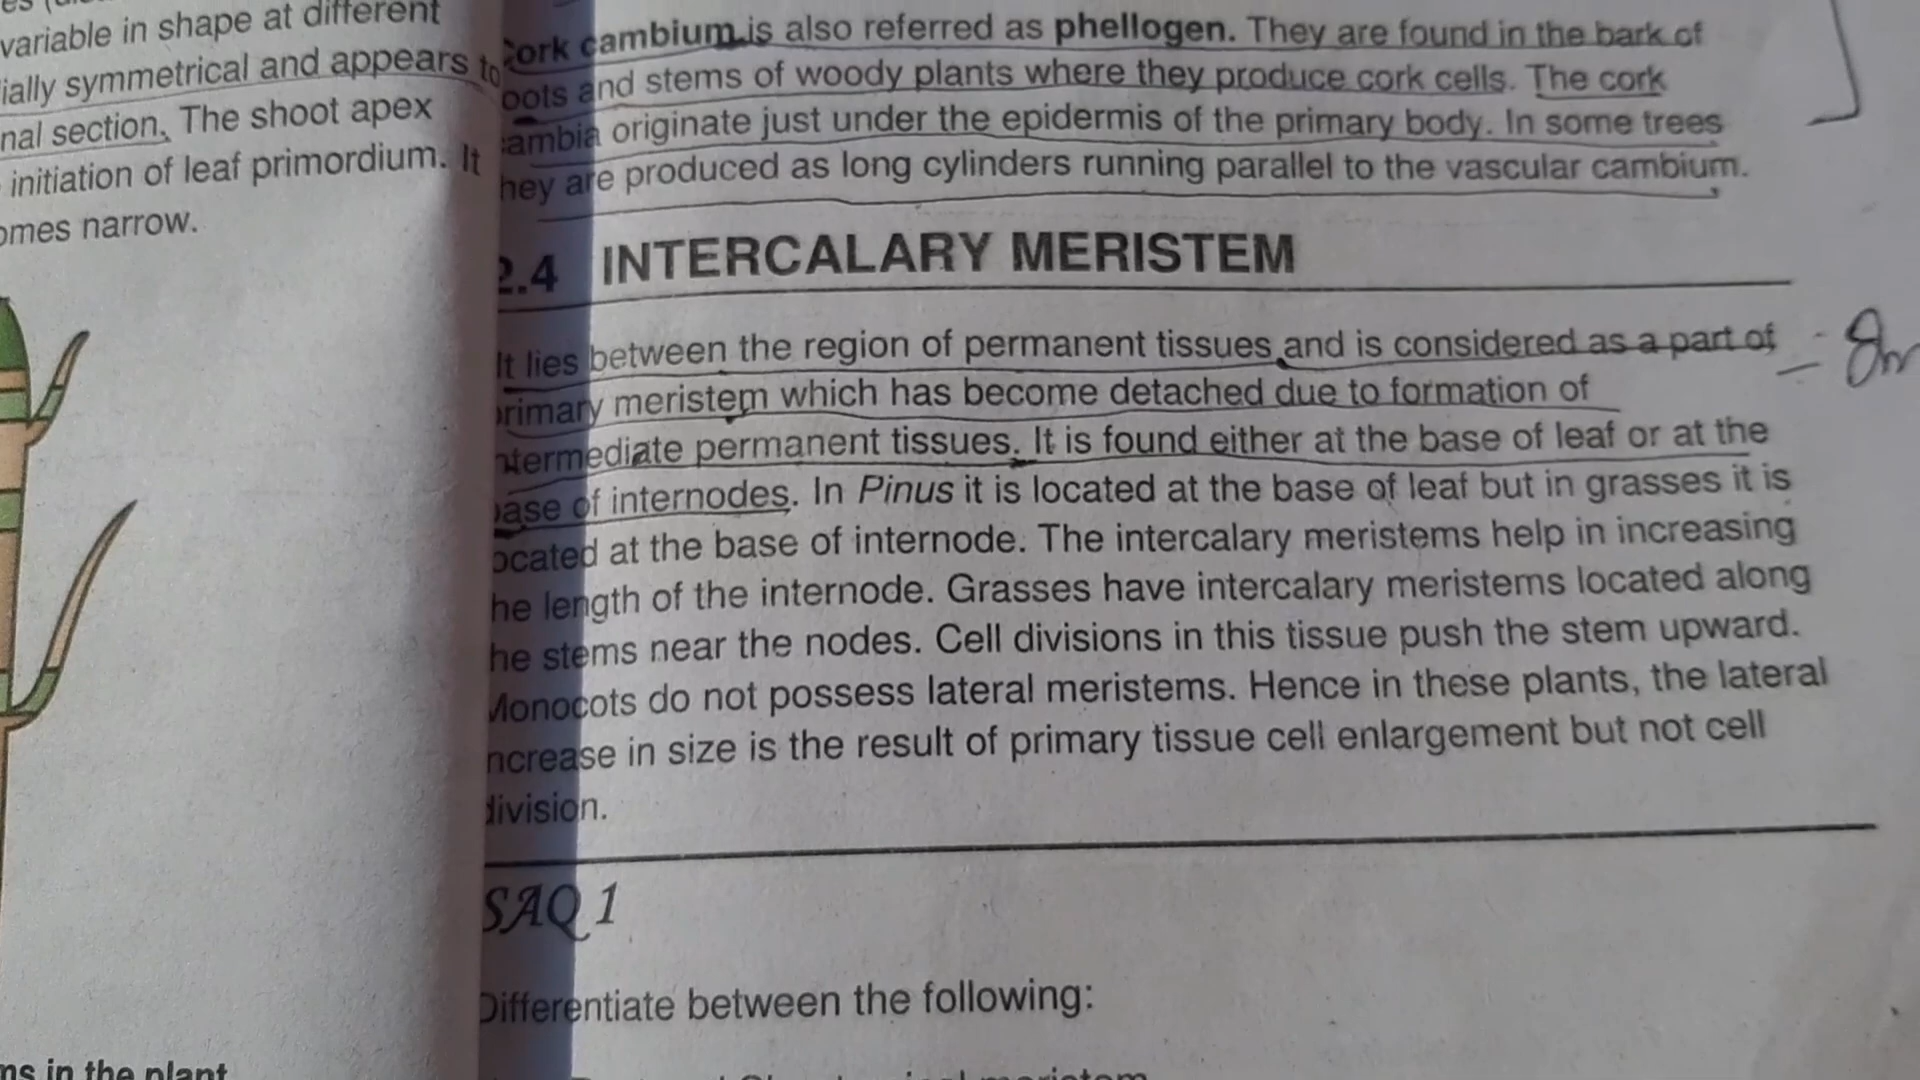 variable in shape at different
ially symmetrical and appears to
nal section. The shoot apex
initiation of leaf primordium. It
omes narrow.
ms in the plant
Cork cambium is also referred as phellogen. They are found in the bark of
oots and stems of woody plants where they produce cork cells. The cork
ambia originate just under the epidermis of the primary body. In some trees
hey are produced as long cylinders running parallel to the vascular cambium.
2.4 INTERCALARY MERISTEM
It lies between the region of permanent tissues and is considered as a part of
primary meristem which has become detached due to formation of
ntermediate permanent tissues. It is found either at the base of leaf or at the
base of internodes. In Pinus it is located at the base of leaf but in grasses it is
ocated at the base of internode. The intercalary meristems help in increasing
he length of the internode. Grasses have intercalary meristems located along
he stems near the nodes. Cell divisions in this tissue push the stem upward.
Monocots do not possess lateral meristems. Hence in these plants, the lateral
ncrease in size is the result of primary tissue cell enlargement but not cell
division.
SAQ 1
Differentiate between the following: